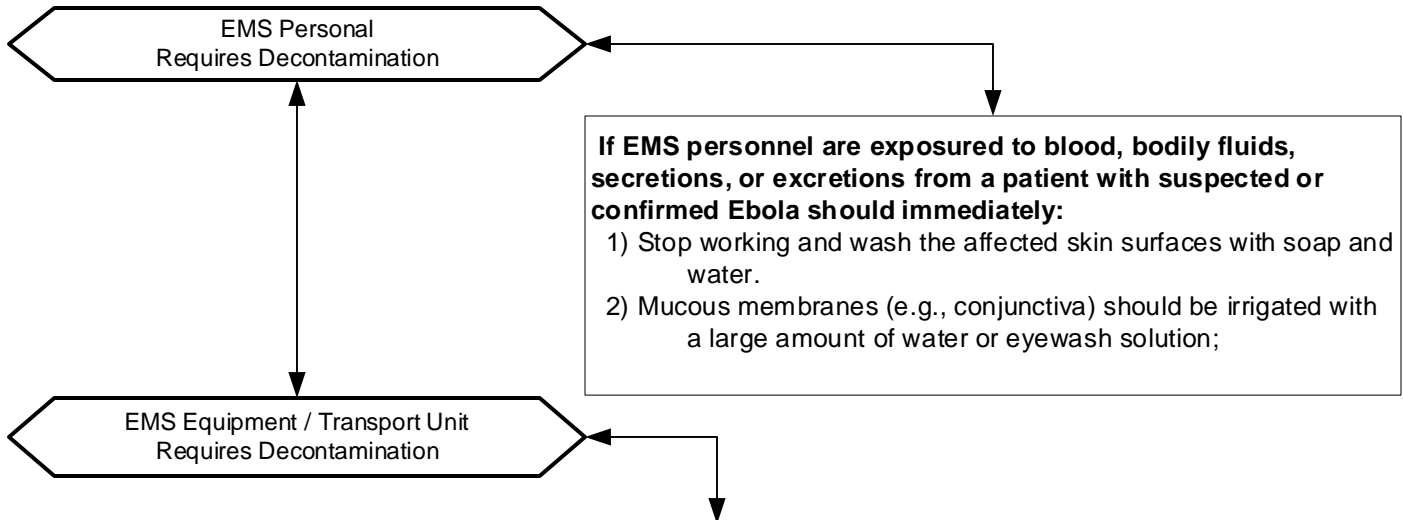 EMS Personal
Requires Decontamination
If EMS personnel are exposured to blood, bodily fluids,
secretions, or excretions from a patient with suspected or
confirmed Ebola should immediately:
1) Stop working and wash the affected skin surfaces with soap and
water.
2) Mucous membranes (e.g., conjunctiva) should be irrigated with
a large amount of water or eyewash solution;
EMS Equipment / Transport Unit
Requires Decontamination